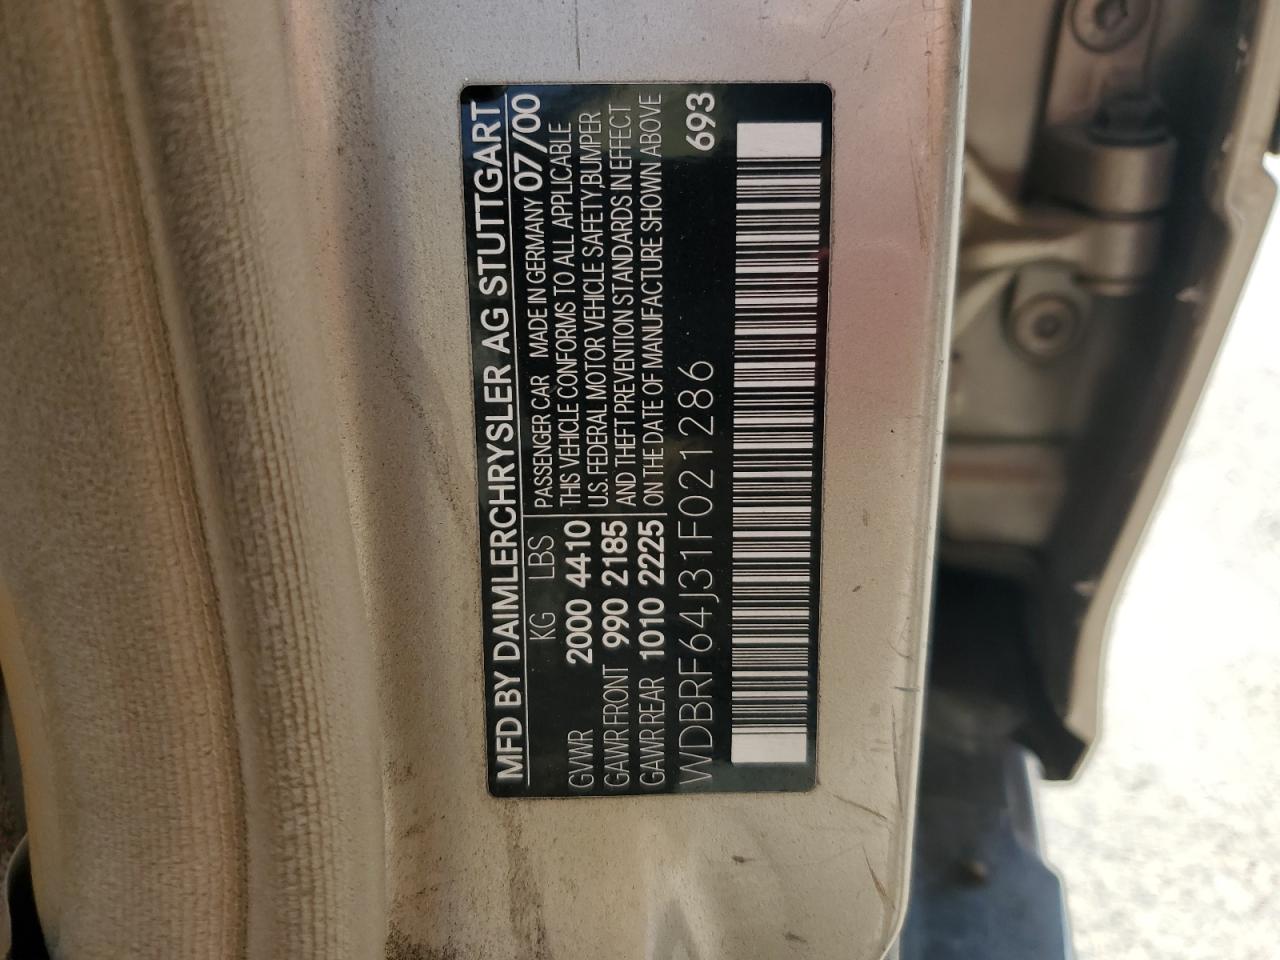 MFD BY DAIMLERCHRYSLER AG STUTTGART
KG LBS PASSENGER CAR MADE IN GERMANY 07/00
GVWR 2000 4410 THIS VEHICLE CONFORMS TO ALL APPLICABLE
GAWR FRONT 990 2185 U.S. FEDERAL MOTOR VEHICLE SAFETY,BUMPER
AND THEFT PREVENTION STANDARDS IN EFFECT
GAWR REAR 1010 2225 ON THE DATE OF MANUFACTURE SHOWN ABOVE
WDBRF64J31F021286 693